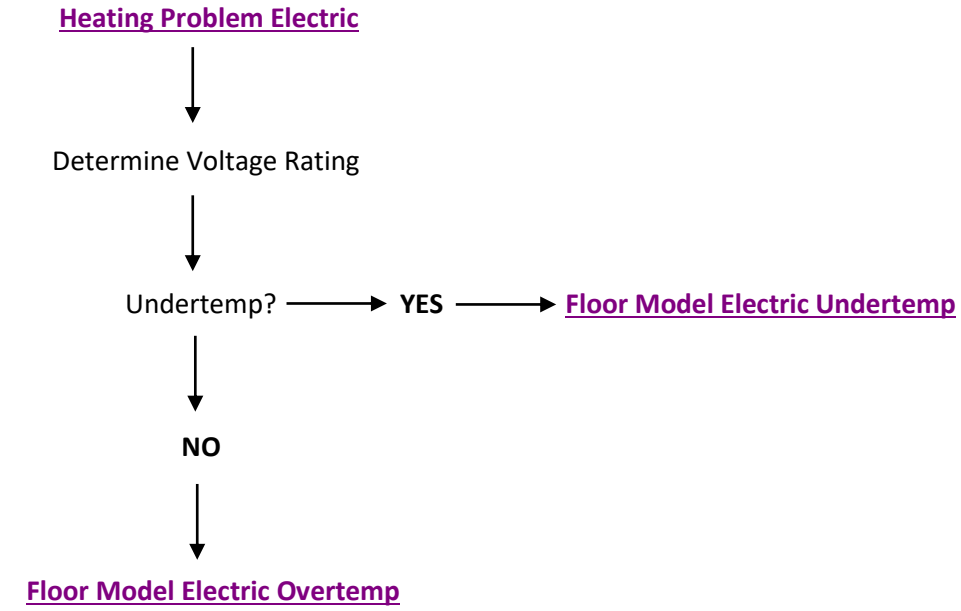 Heating Problem Electric
Determine Voltage Rating
Undertemp? YES Floor Model Electric Undertemp
NO
Floor Model Electric Overtemp